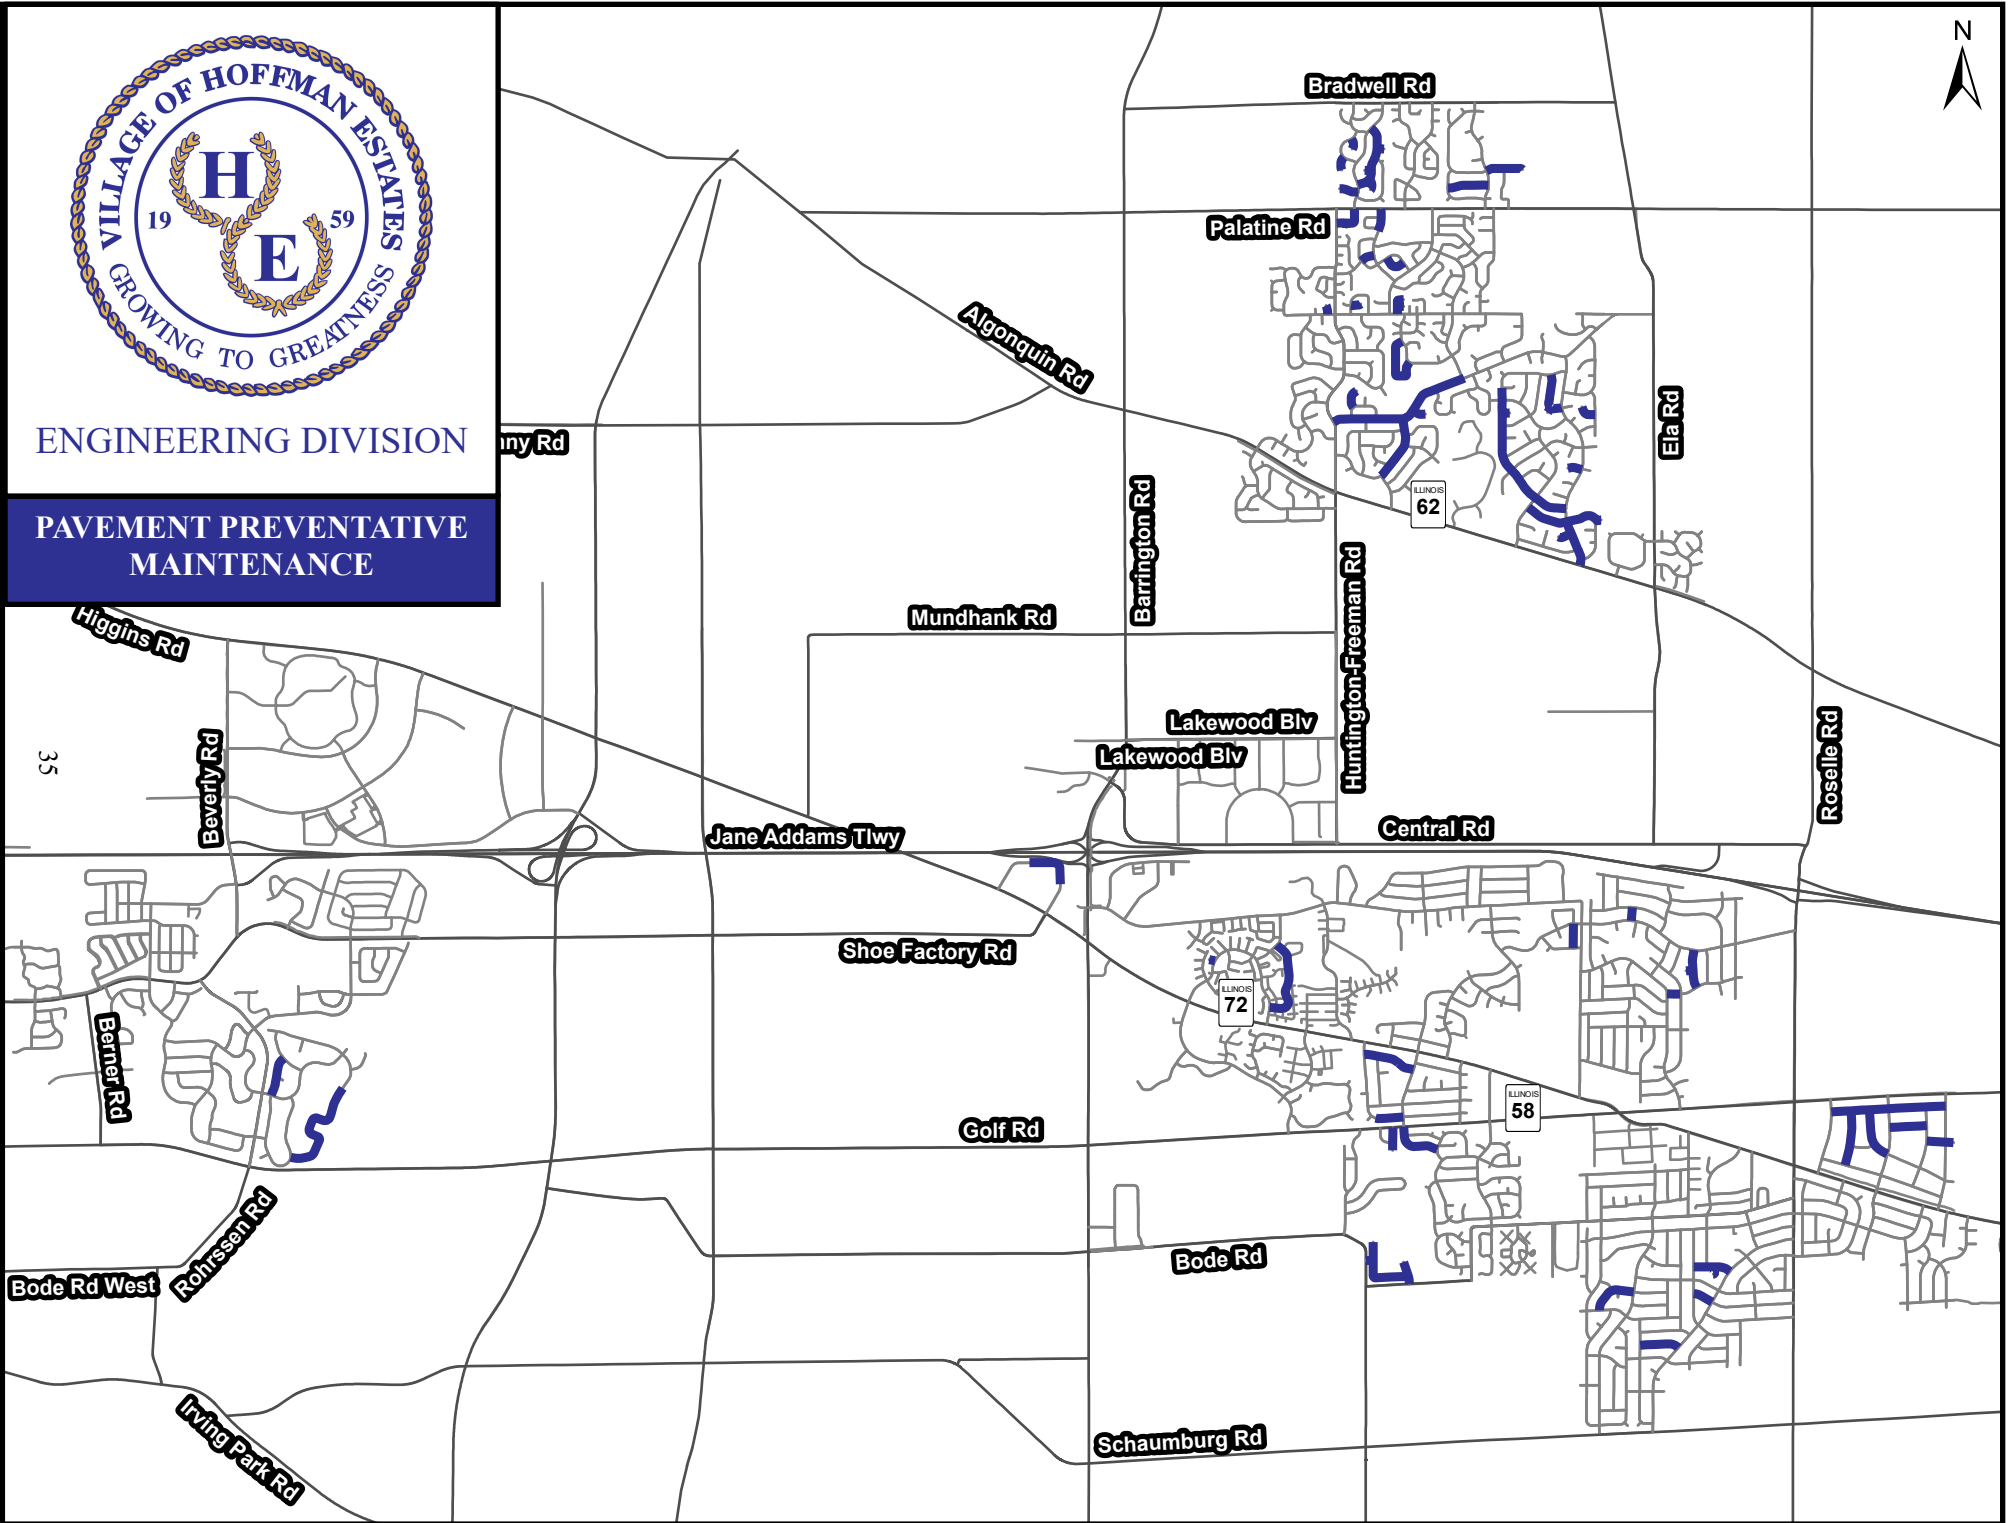 VILLAGE OF HOFFMAN ESTATES
H
19
59
E
GROWING TO GREATNESS
ENGINEERING DIVISION
PAVEMENT PREVENTATIVE
MAINTENANCE
N
Bradwell Rd
Palatine Rd
Algonquin Rd
Ela Rd
nny Rd
Barrington Rd
ILLINOIS
62
Huntington-Freeman Rd
Mundhank Rd
Higgins Rd
Lakewood Blv
Lakewood Blv
Roselle Rd
35
Beverly Rd
Jane Addams Tlwy
Central Rd
Shoe Factory Rd
ILLINOIS
72
Berner Rd
ILLINOIS
58
Golf Rd
Rohrssen Rd
Bode Rd
Bode Rd West
Irving Park Rd
Schaumburg Rd